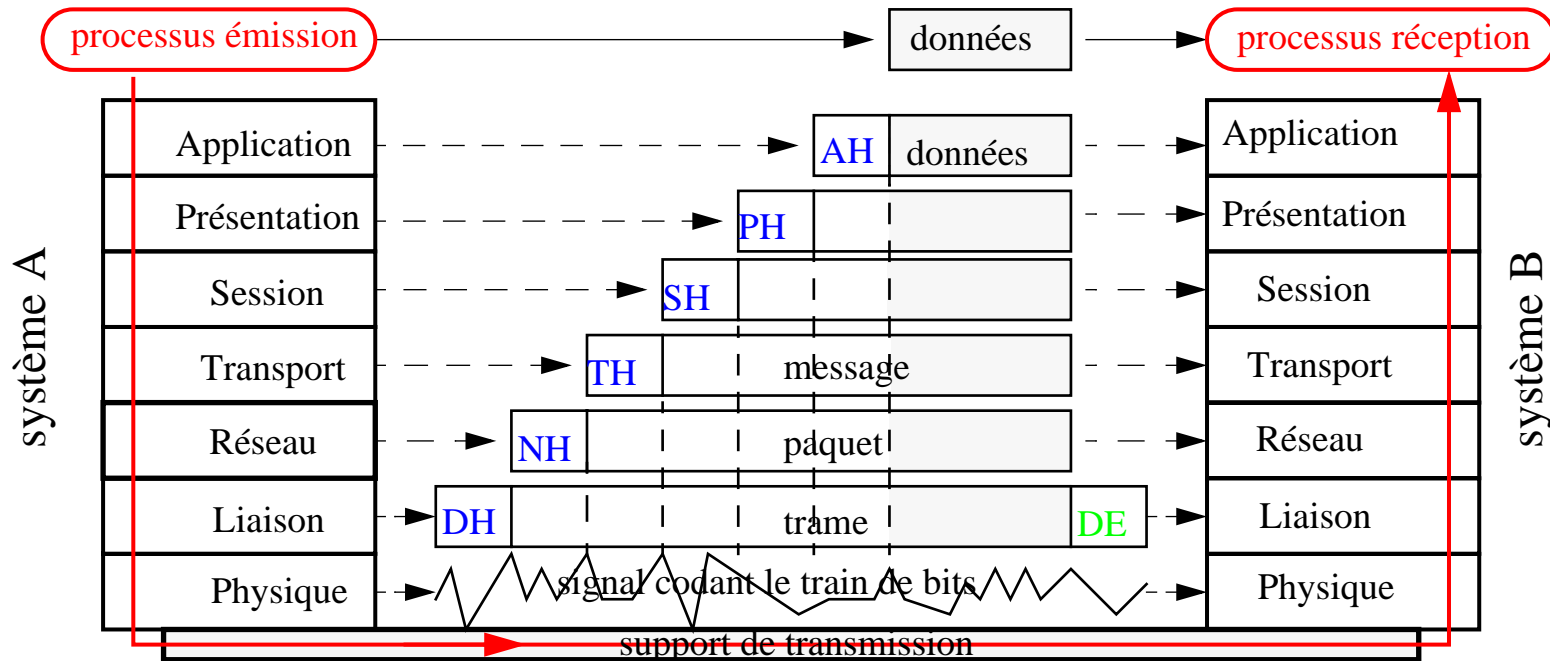 processus émission
données
processus réception
Application
AH
données
Application
Présentation
PH
Présentation
Session
SH
Session
Transport
TH
message
Transport
Réseau
NH
paquet
Réseau
Liaison
DH
trame
DE
Liaison
Physique
signal codant le train de bits
Physique
support de transmission
système A
système B